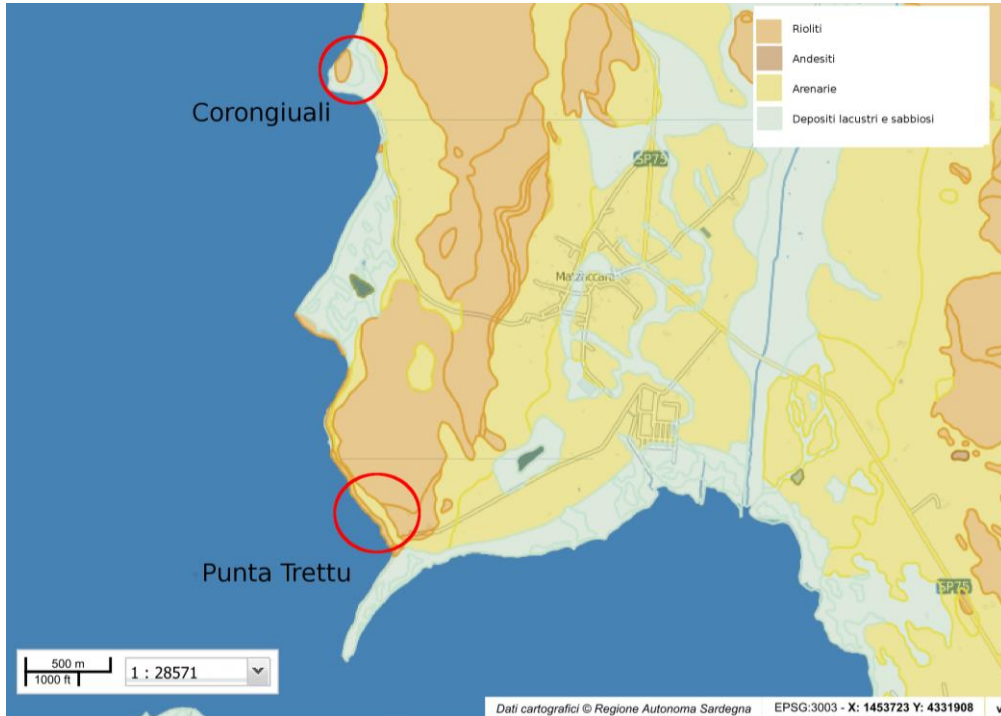 Rioliti
Andesiti
Arenarie
Depositi lacustri e sabbiosi
Corongiuali
SP75
Matzaccara
Punta Trettu
SP75
500 m
1000 ft
1 : 28571
Dati cartografici © Regione Autonoma Sardegna
EPSG:3003 - X: 1453723 Y: 4331908
v